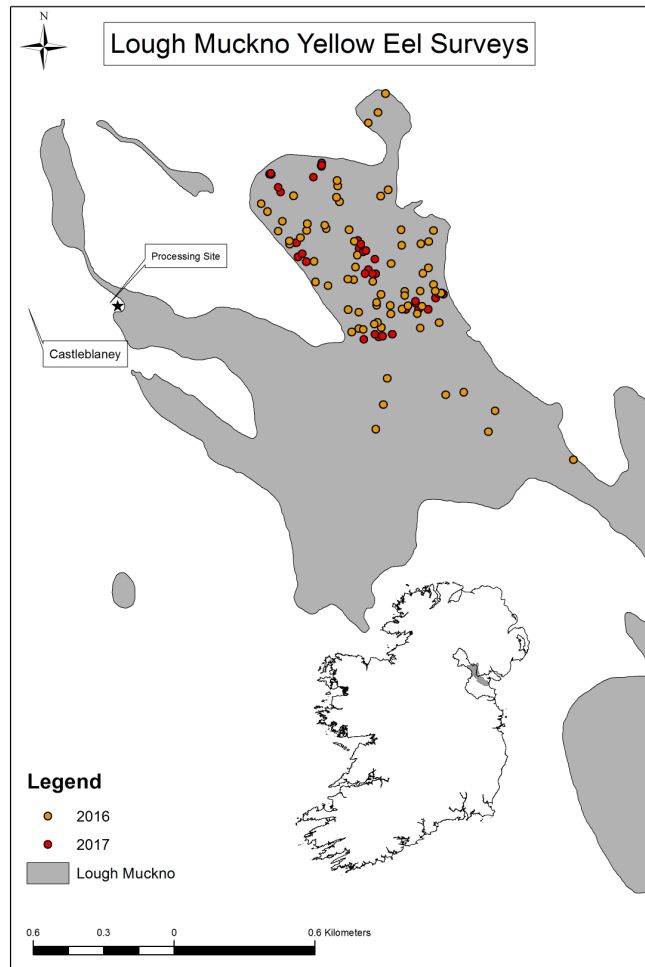 N
Lough Muckno Yellow Eel Surveys
Processing Site
Castleblaney
Legend
2016
2017
Lough Muckno
0.6 0.3 0 0.6 Kilometers